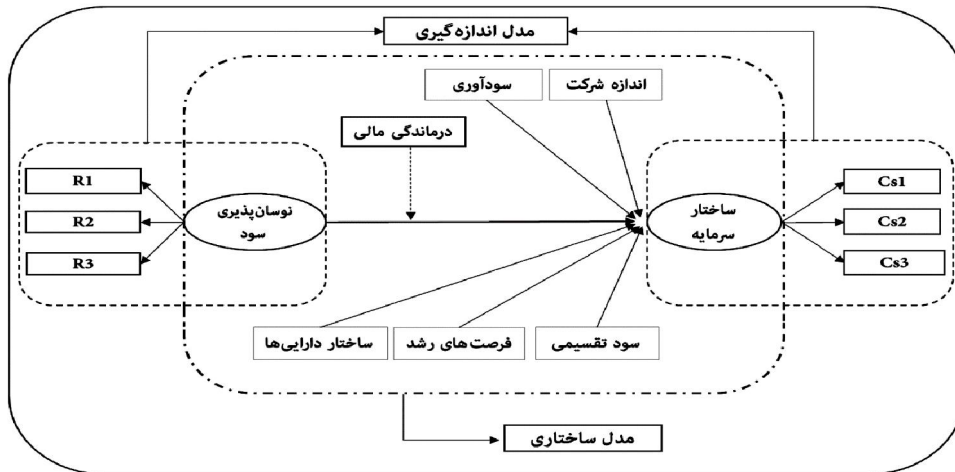 مدل اندازه‌گیری
اندازه شرکت
سودآوری
درماندگی مالی
R1
R2
R3
نوسان‌پذیری
سود
ساختار
سرمایه
Cs1
Cs2
Cs3
سود تقسیمی
فرصت‌های رشد
ساختار دارایی‌ها
مدل ساختاری